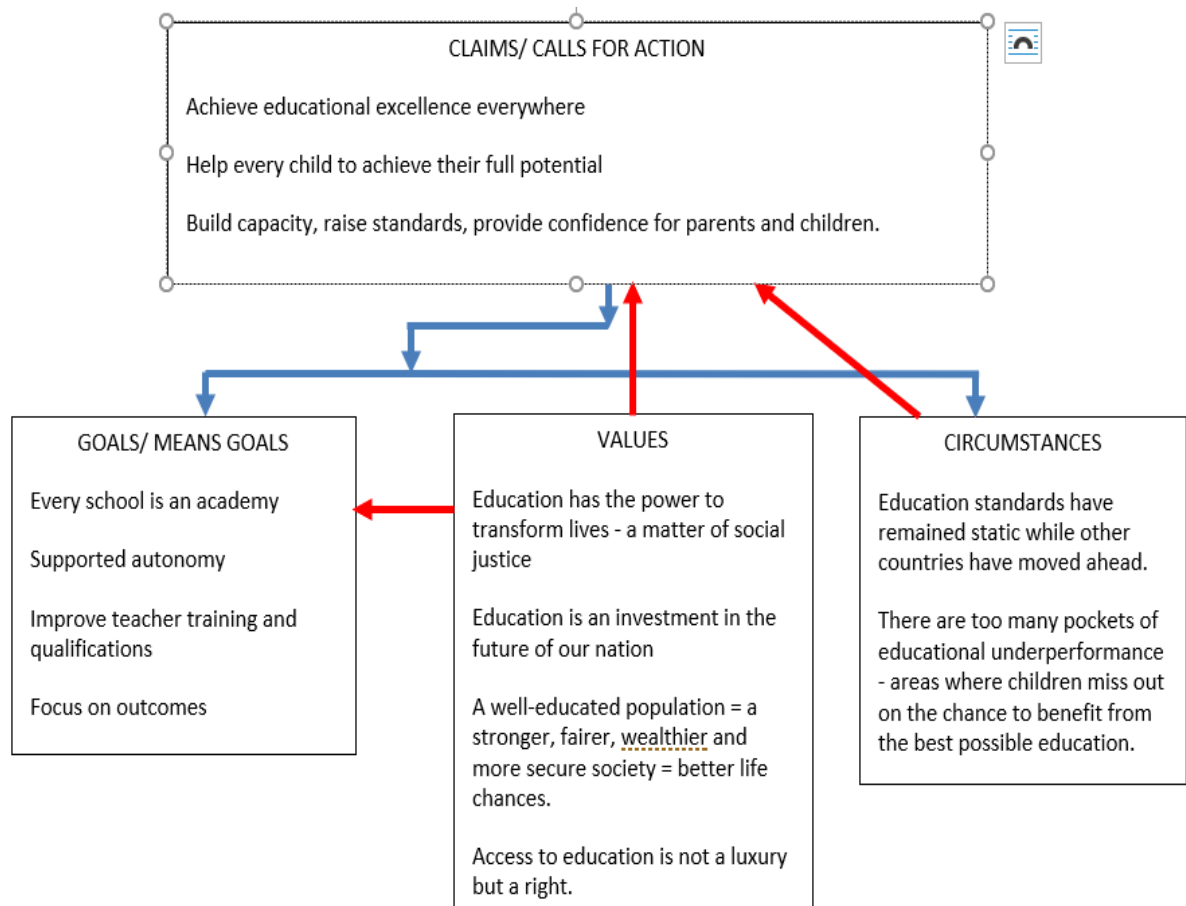 CLAIMS/ CALLS FOR ACTION
Achieve educational excellence everywhere
Help every child to achieve their full potential
Build capacity, raise standards, provide confidence for parents and children.
GOALS/ MEANS GOALS
Every school is an academy
Supported autonomy
Improve teacher training and
qualifications
Focus on outcomes
VALUES
Education has the power to
transform lives - a matter of social
justice
Education is an investment in the
future of our nation
A well-educated population = a
stronger, fairer, wealthier and
more secure society = better life
chances.
Access to education is not a luxury
but a right.
CIRCUMSTANCES
Education standards have
remained static while other
countries have moved ahead.
There are too many pockets of
educational underperformance
- areas where children miss out
on the chance to benefit from
the best possible education.